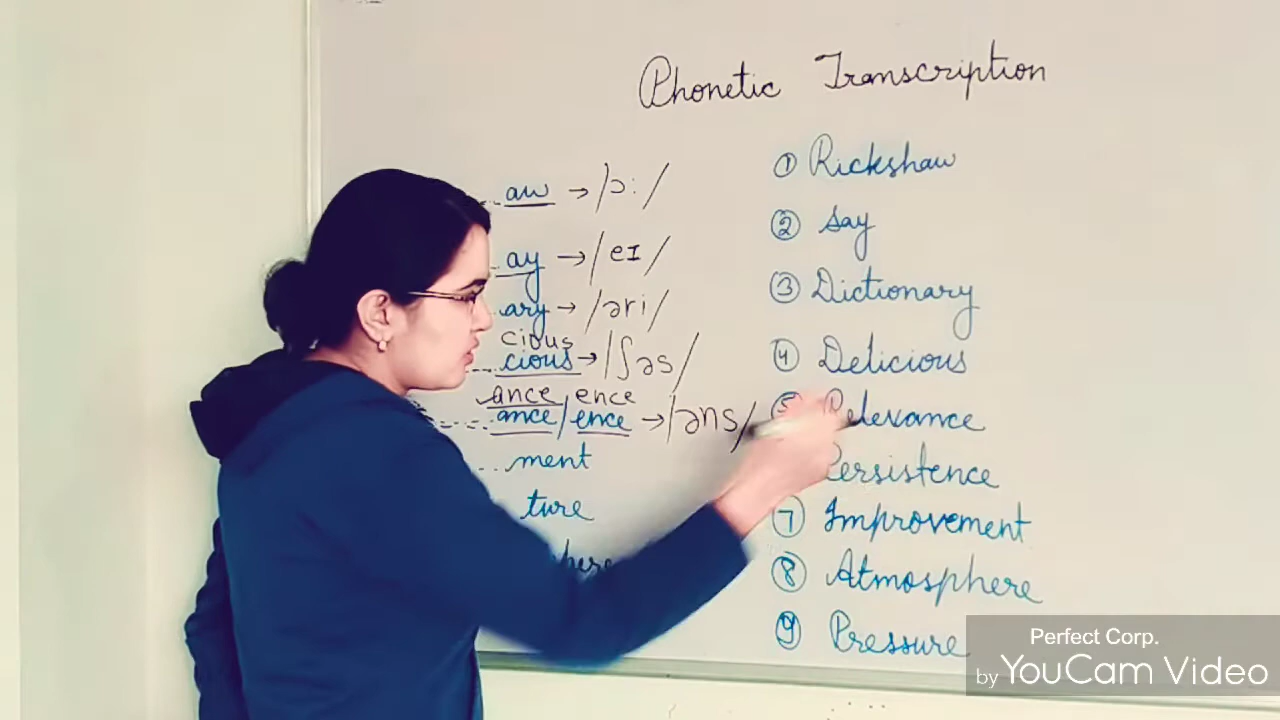 Phonetic Transcription
aw → /ɔː/
ay → /eɪ/
ary → /əri/
cious
cious → /ʃəs/
ance ence
ance/ence → /əns/
ment
ture
① Rickshaw
② Say
③ Dictionary
④ Delicious
⑤ Relevance
Persistence
⑦ Improvement
⑧ Atmosphere
⑨ Pressure
Perfect Corp.
by YouCam Video